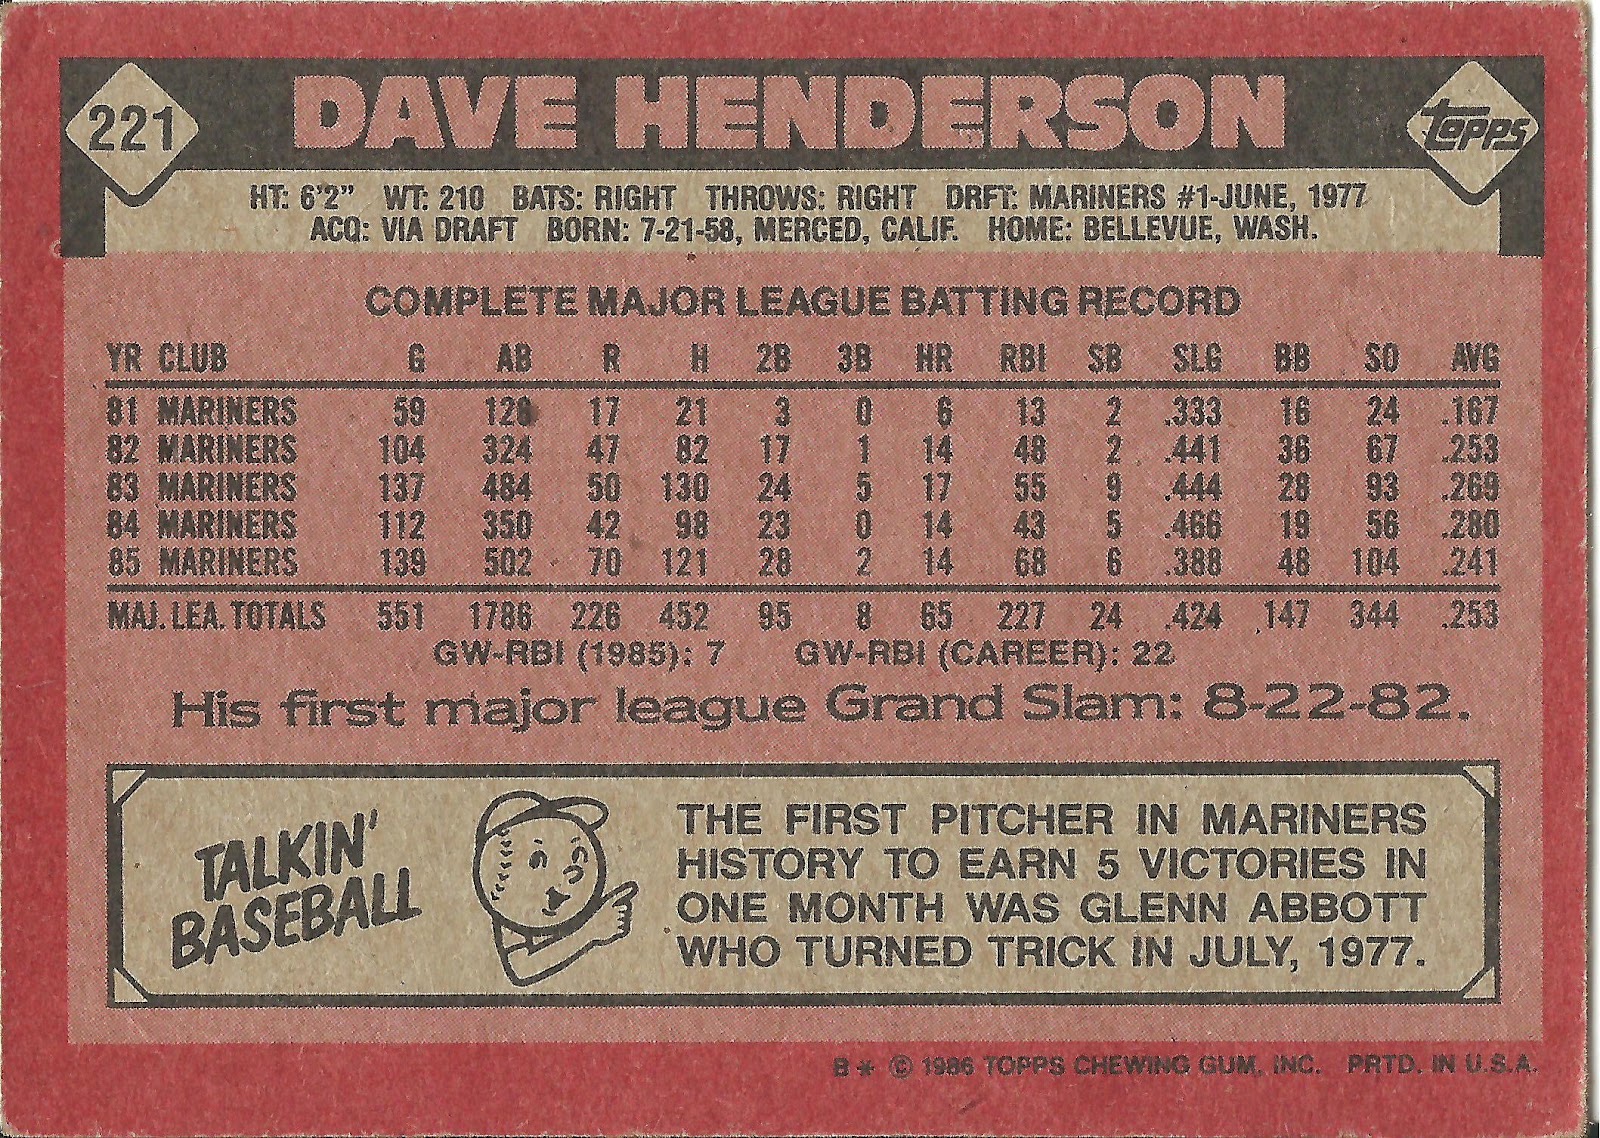 221 DAVE HENDERSON topps
HT: 6'2" WT: 210 BATS: RIGHT THROWS: RIGHT DRFT: MARINERS #1-JUNE, 1977
ACQ: VIA DRAFT BORN: 7-21-58, MERCED, CALIF. HOME: BELLEVUE, WASH.
COMPLETE MAJOR LEAGUE BATTING RECORD
YR CLUB G AB R H 2B 3B HR RBI SB SLG BB SO AVG
81 MARINERS 59 126 17 21 3 0 6 13 2 .333 16 24 .167
82 MARINERS 104 324 47 82 17 1 14 48 2 .441 36 67 .253
83 MARINERS 137 484 50 130 24 5 17 55 9 .444 28 93 .269
84 MARINERS 112 350 42 98 23 0 14 43 5 .466 19 56 .280
85 MARINERS 139 502 70 121 28 2 14 68 6 .388 48 104 .241
MAJ. LEA. TOTALS 551 1786 226 452 95 8 65 227 24 .424 147 344 .253
GW-RBI (1985): 7 GW-RBI (CAREER): 22
His first major league Grand Slam: 8-22-82.
TALKIN'
BASEBALL
THE FIRST PITCHER IN MARINERS
HISTORY TO EARN 5 VICTORIES IN
ONE MONTH WAS GLENN ABBOTT
WHO TURNED TRICK IN JULY, 1977.
B * © 1986 TOPPS CHEWING GUM, INC. PRTD. IN U.S.A.